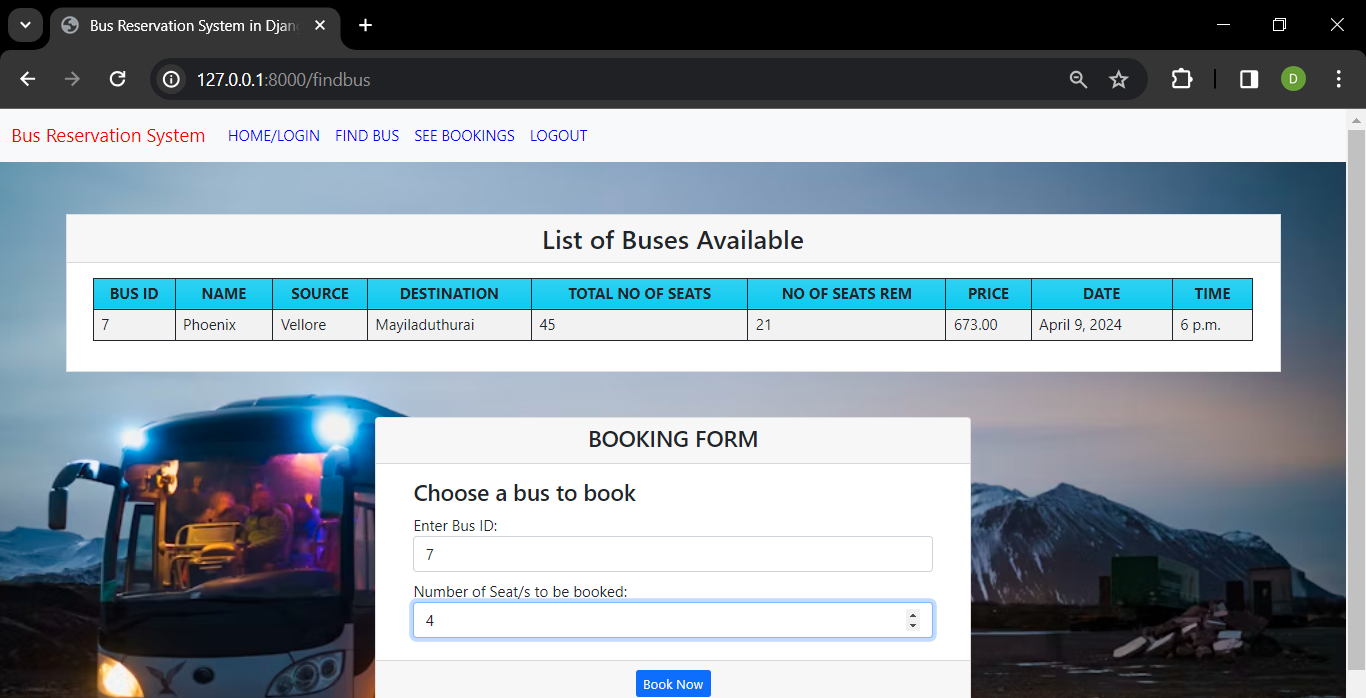 Bus Reservation System in Djan
127.0.0.1:8000/findbus
D
Bus Reservation System HOME/LOGIN FIND BUS SEE BOOKINGS LOGOUT
List of Buses Available
BUS ID NAME SOURCE DESTINATION TOTAL NO OF SEATS NO OF SEATS REM PRICE DATE TIME
7 Phoenix Vellore Mayiladuthurai 45 21 673.00 April 9, 2024 6 p.m.
BOOKING FORM
Choose a bus to book
Enter Bus ID:
7
Number of Seat/s to be booked:
4
Book Now